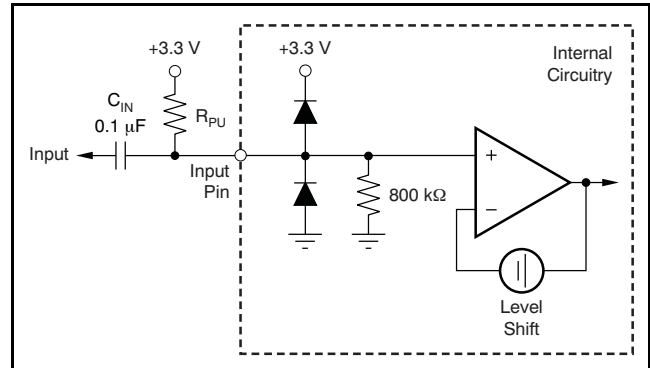 +3.3 V
+3.3 V
Internal
Circuitry
C_IN
0.1 µF
R_PU
Input
Input
Pin
800 kΩ
+
−
Level
Shift